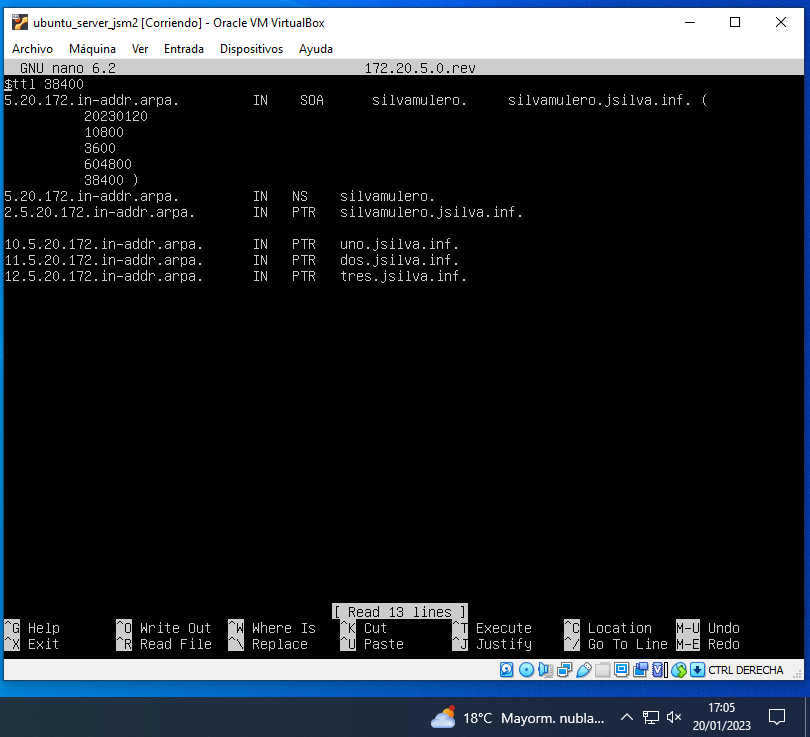 ubuntu_server_jsm2 [Corriendo] - Oracle VM VirtualBox
Archivo Máquina Ver Entrada Dispositivos Ayuda
GNU nano 6.2 172.20.5.0.rev
$ttl 38400
5.20.172.in-addr.arpa. IN SOA silvamulero. silvamulero.jsilva.inf. (
20230120
10800
3600
604800
38400 )
5.20.172.in-addr.arpa. IN NS silvamulero.
2.5.20.172.in-addr.arpa. IN PTR silvamulero.jsilva.inf.
10.5.20.172.in-addr.arpa. IN PTR uno.jsilva.inf.
11.5.20.172.in-addr.arpa. IN PTR dos.jsilva.inf.
12.5.20.172.in-addr.arpa. IN PTR tres.jsilva.inf.
[ Read 13 lines ]
^G Help ^O Write Out ^W Where Is ^K Cut ^T Execute ^C Location M-U Undo
^X Exit ^R Read File ^\ Replace ^U Paste ^J Justify ^/ Go To Line M-E Redo
CTRL DERECHA
18°C Mayorm. nubla... 17:05
20/01/2023